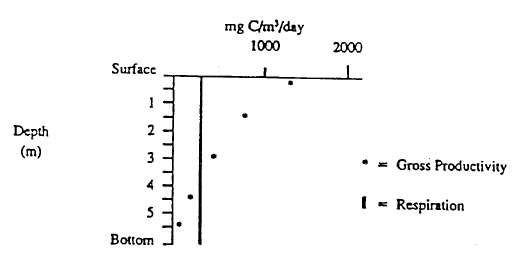 mg C/m³/day
1000 2000
Surface
1
2
Depth
(m)
3
4
5
Bottom
* = Gross Productivity
| = Respiration